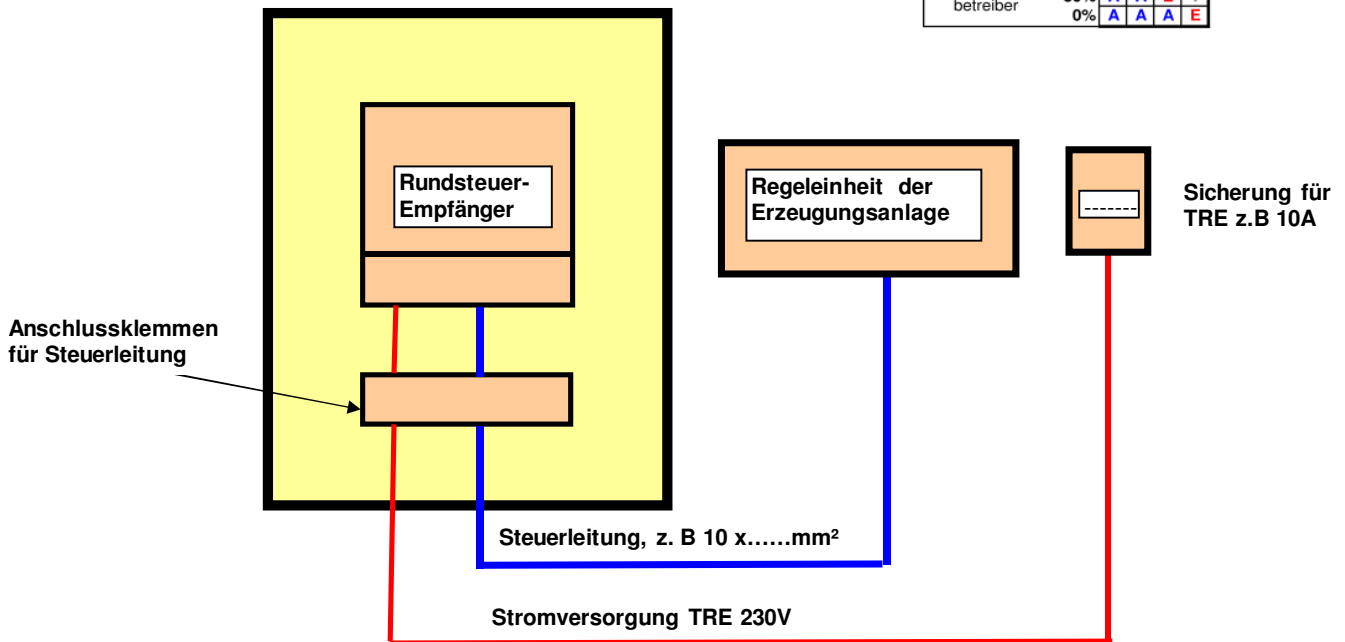 betreiber
0% A A A E
Rundsteuer-
Empfänger
Regeleinheit der
Erzeugungsanlage
Sicherung für
TRE z.B 10A
Anschlussklemmen
für Steuerleitung
Steuerleitung, z. B 10 x......mm²
Stromversorgung TRE 230V